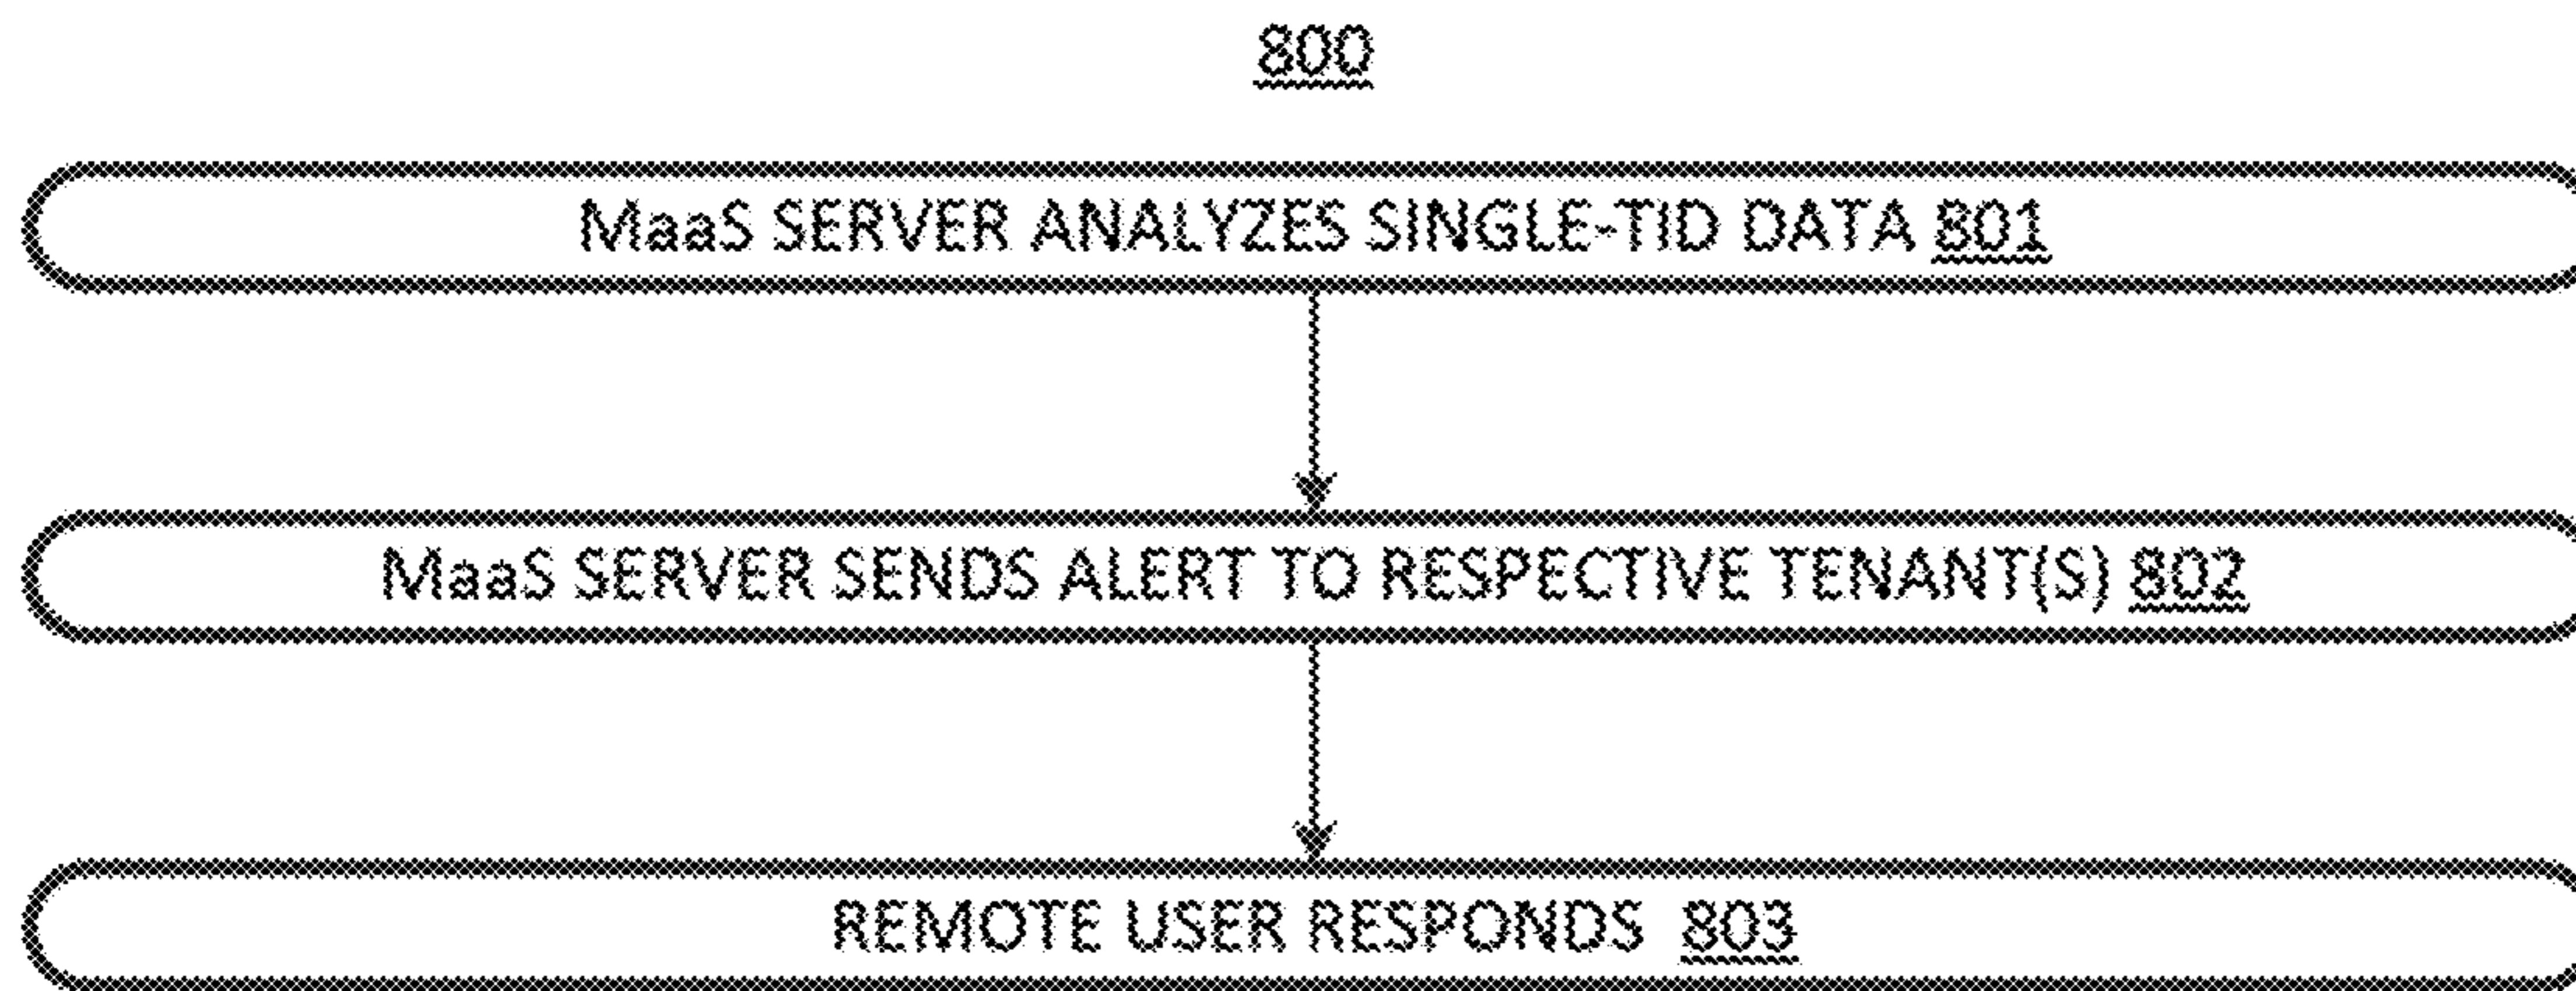 800
MaaS SERVER ANALYZES SINGLE-TID DATA 801
MaaS SERVER SENDS ALERT TO RESPECTIVE TENANT(S) 802
REMOTE USER RESPONDS 803